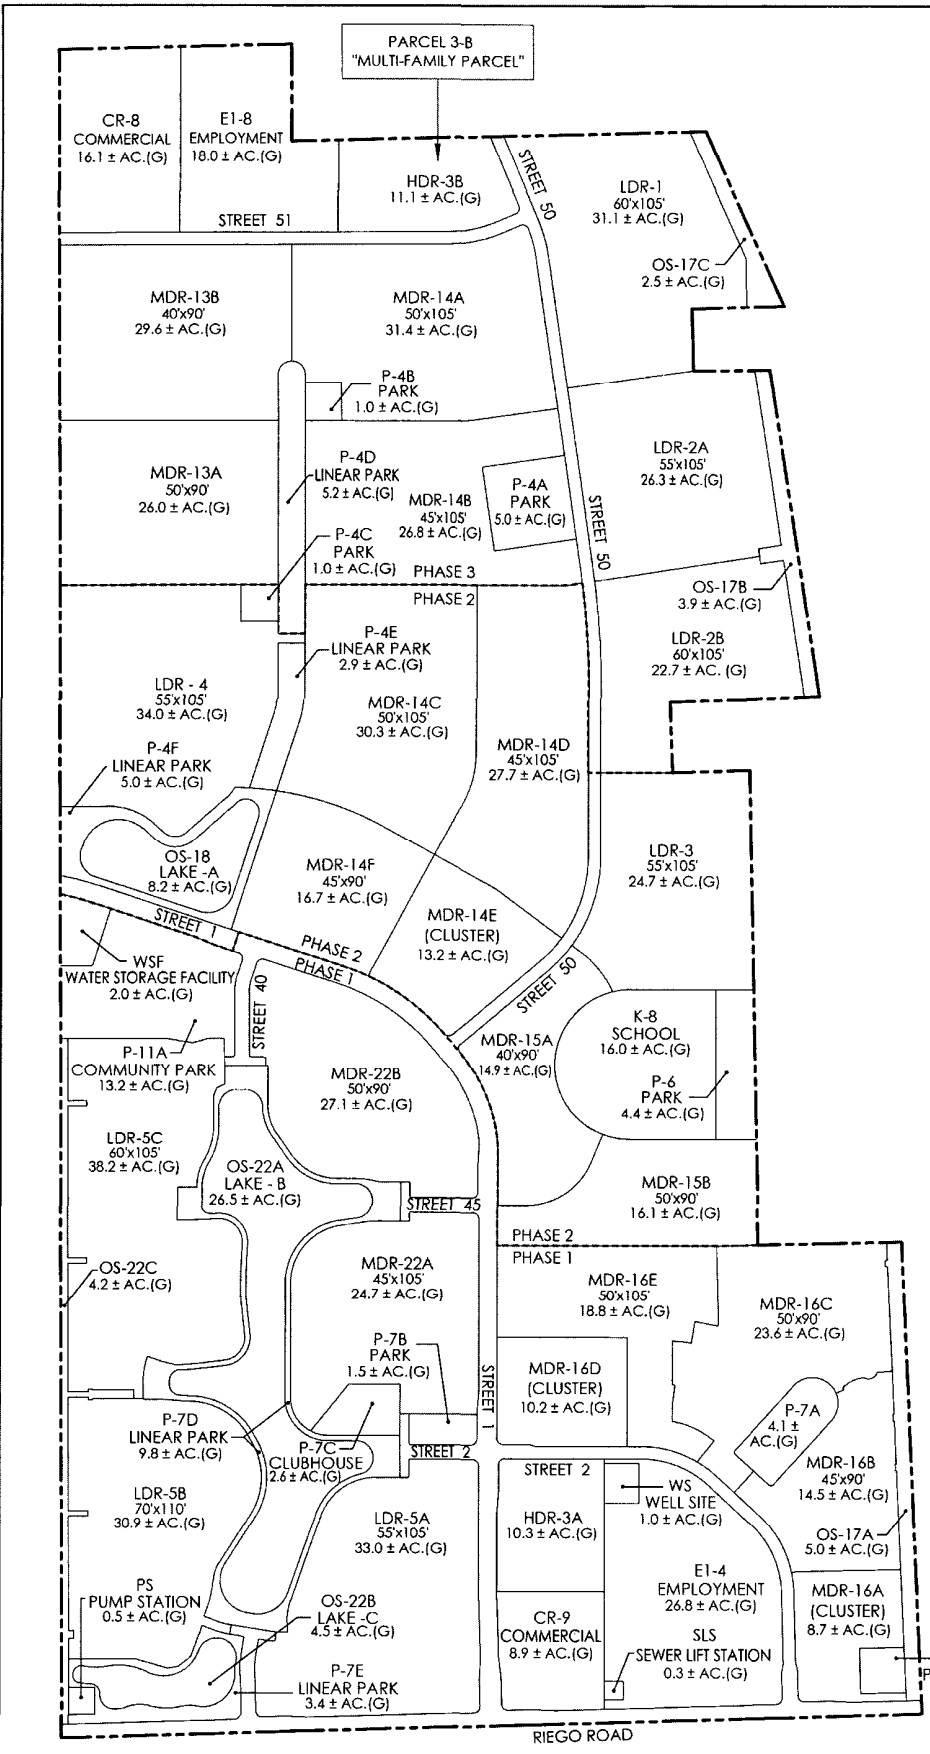 PARCEL 3-B
"MULTI-FAMILY PARCEL"
CR-8
COMMERCIAL
16.1 ± AC.(G)
E1-8
EMPLOYMENT
18.0 ± AC.(G)
HDR-3B
11.1 ± AC.(G)
STREET 50
LDR-1
60'x105'
31.1 ± AC.(G)
STREET 51
OS-17C
2.5 ± AC.(G)
MDR-13B
40'x90'
29.6 ± AC.(G)
MDR-14A
50'x105'
31.4 ± AC.(G)
P-4B
PARK
1.0 ± AC.(G)
MDR-13A
50'x90'
26.0 ± AC.(G)
P-4D
LINEAR PARK
5.2 ± AC.(G)
MDR-14B
45'x105'
26.8 ± AC.(G)
P-4A
PARK
5.0 ± AC.(G)
LDR-2A
55'x105'
26.3 ± AC.(G)
STREET 50
P-4C
PARK
1.0 ± AC.(G)
PHASE 3
PHASE 2
OS-17B
3.9 ± AC.(G)
LDR-2B
60'x105'
22.7 ± AC. (G)
P-4E
LINEAR PARK
2.9 ± AC.(G)
LDR - 4
55'x105'
34.0 ± AC.(G)
MDR-14C
50'x105'
30.3 ± AC.(G)
MDR-14D
45'x105'
27.7 ± AC.(G)
P-4F
LINEAR PARK
5.0 ± AC.(G)
OS-18
LAKE -A
8.2 ± AC.(G)
MDR-14F
45'x90'
16.7 ± AC.(G)
LDR-3
55'x105'
24.7 ± AC.(G)
MDR-14E
(CLUSTER)
13.2 ± AC.(G)
STREET 1
PHASE 2
PHASE 1
WSF
WATER STORAGE FACILITY
2.0 ± AC.(G)
STREET 40
STREET 50
P-11A
COMMUNITY PARK
13.2 ± AC.(G)
MDR-22B
50'x90'
27.1 ± AC.(G)
MDR-15A
40'x90'
14.9 ± AC.(G)
K-8
SCHOOL
16.0 ± AC.(G)
P-6
PARK
4.4 ± AC.(G)
LDR-5C
60'x105'
38.2 ± AC.(G)
OS-22A
LAKE - B
26.5 ± AC.(G)
STREET 45
MDR-15B
50'x90'
16.1 ± AC.(G)
PHASE 2
PHASE 1
OS-22C
4.2 ± AC.(G)
MDR-22A
45'x105'
24.7 ± AC.(G)
MDR-16E
50'x105'
18.8 ± AC.(G)
MDR-16C
50'x90'
23.6 ± AC.(G)
P-7B
PARK
1.5 ± AC.(G)
STREET 1
MDR-16D
(CLUSTER)
10.2 ± AC.(G)
P-7A
4.1 ±
AC.(G)
P-7D
LINEAR PARK
9.8 ± AC.(G)
P-7C
CLUBHOUSE
2.6 ± AC.(G)
STREET 2
STREET 2
MDR-16B
45'x90'
14.5 ± AC.(G)
LDR-5B
70'x110'
30.9 ± AC.(G)
LDR-5A
55'x105'
33.0 ± AC.(G)
HDR-3A
10.3 ± AC.(G)
WS
WELL SITE
1.0 ± AC.(G)
OS-17A
5.0 ± AC.(G)
PS
PUMP STATION
0.5 ± AC.(G)
OS-22B
LAKE -C
4.5 ± AC.(G)
E1-4
EMPLOYMENT
26.8 ± AC.(G)
MDR-16A
(CLUSTER)
8.7 ± AC.(G)
CR-9
COMMERCIAL
8.9 ± AC.(G)
SLS
SEWER LIFT STATION
0.3 ± AC.(G)
P-7E
LINEAR PARK
3.4 ± AC.(G)
P
RIEGO ROAD